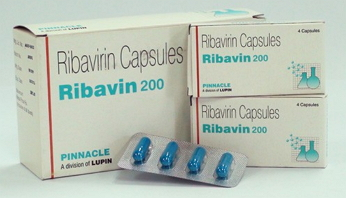 Ribavirin Capsules
Ribavin 200
PINNACLE
A division of LUPIN
4 Capsules
Ribavirin Capsules
Ribavin 200
4 Capsules
Ribavirin Capsules
Ribavin 200
PINNACLE
A division of LUPIN